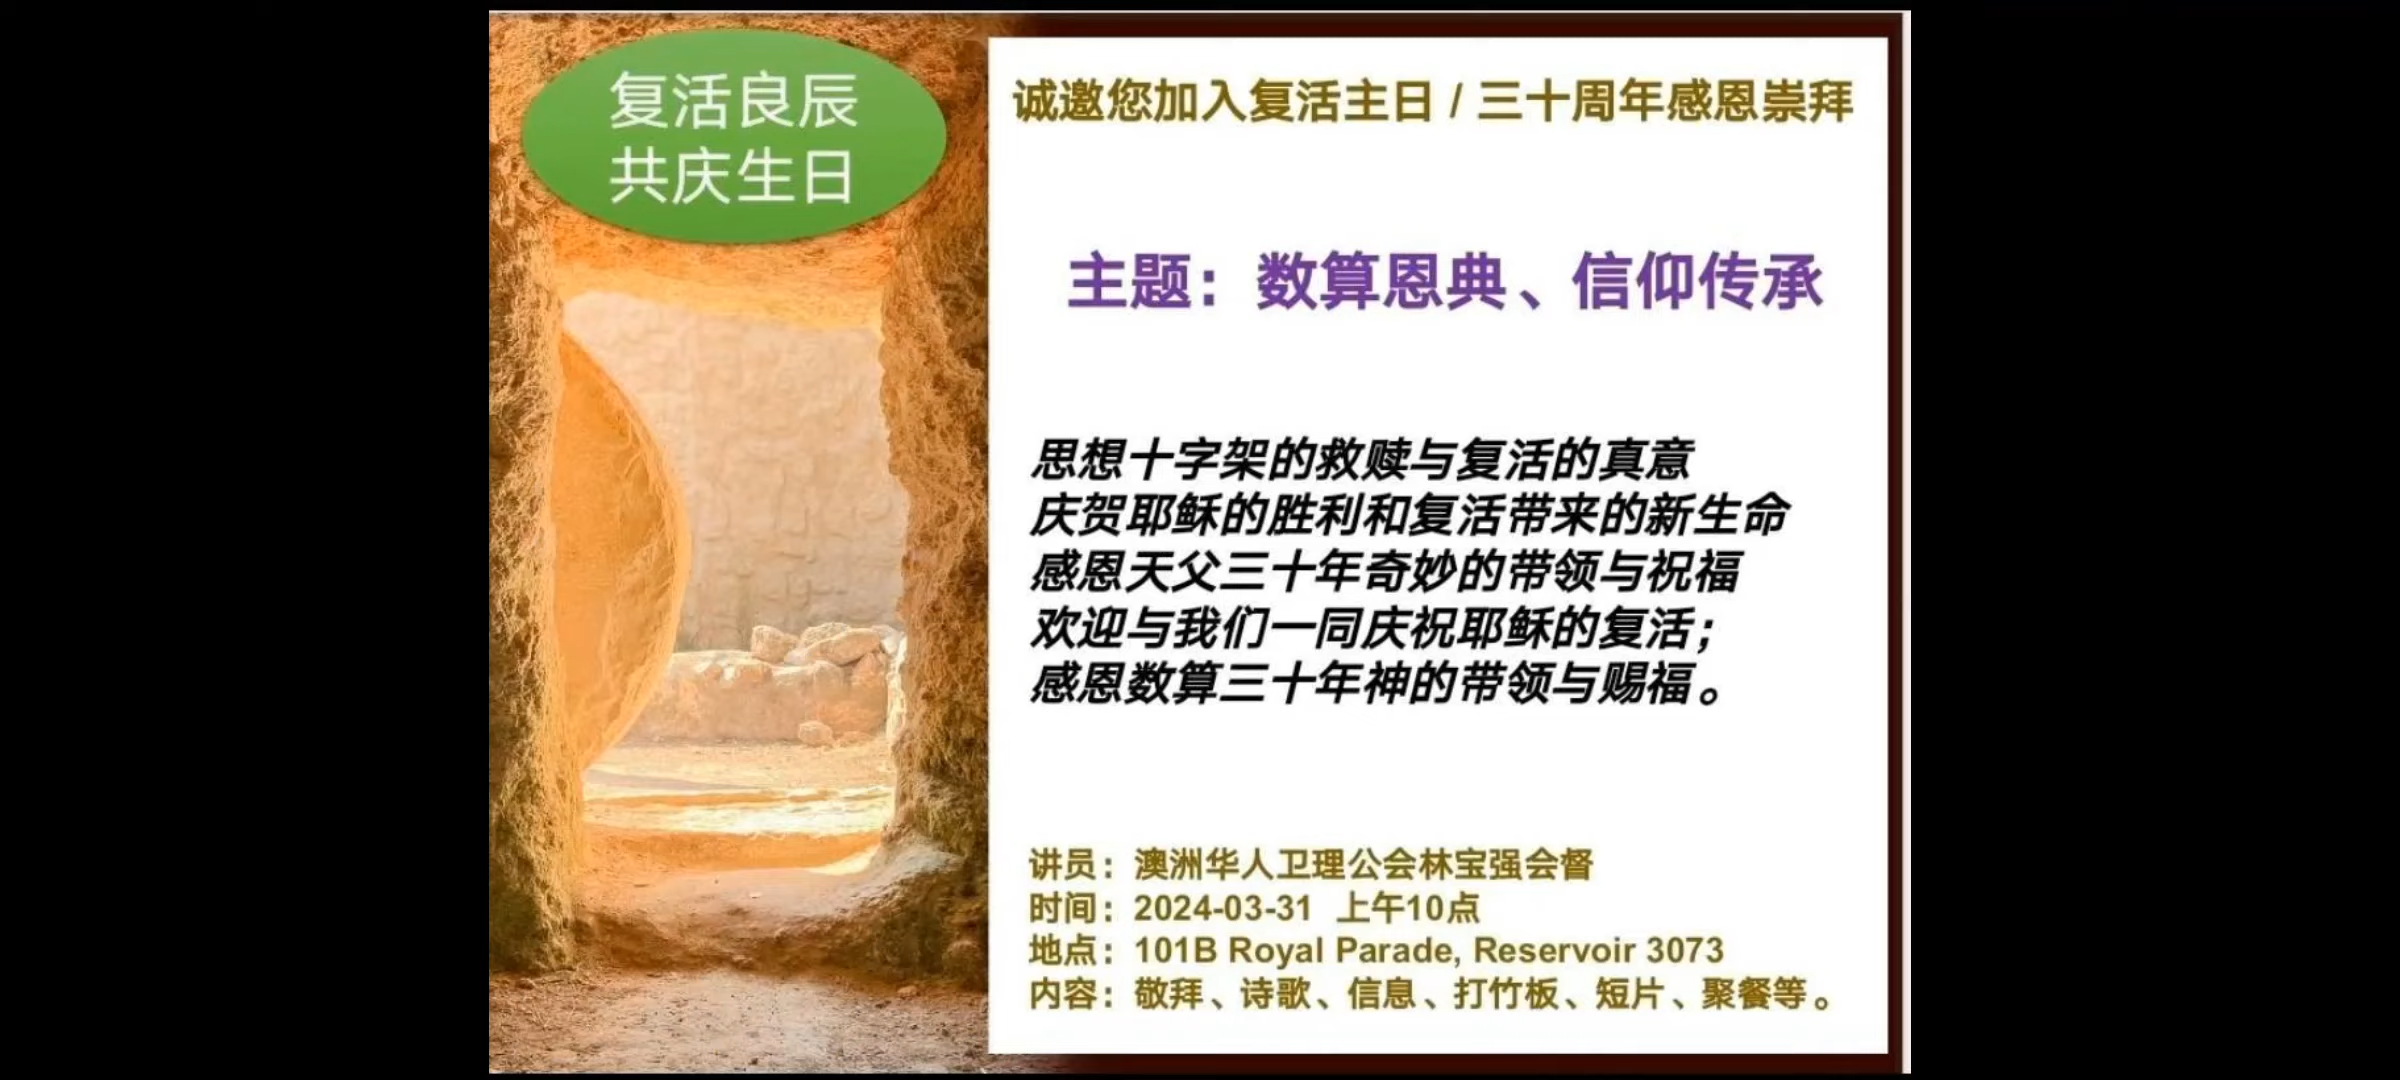 复活良辰
共庆生日
诚邀您加入复活主日 / 三十周年感恩崇拜
主题：数算恩典、信仰传承
思想十字架的救赎与复活的真意
庆贺耶稣的胜利和复活带来的新生命
感恩天父三十年奇妙的带领与祝福
欢迎与我们一同庆祝耶稣的复活；
感恩数算三十年神的带领与赐福。
讲员：澳洲华人卫理公会林宝强会督
时间：2024-03-31 上午10点
地点：101B Royal Parade, Reservoir 3073
内容：敬拜、诗歌、信息、打竹板、短片、聚餐等。